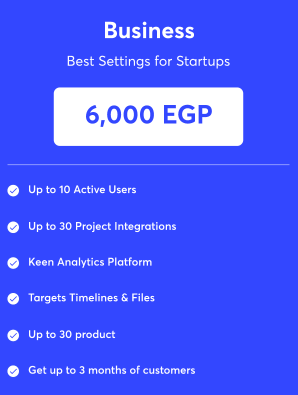 Business
Best Settings for Startups
6,000 EGP
Up to 10 Active Users
Up to 30 Project Integrations
Keen Analytics Platform
Targets Timelines & Files
Up to 30 product
Get up to 3 months of customers